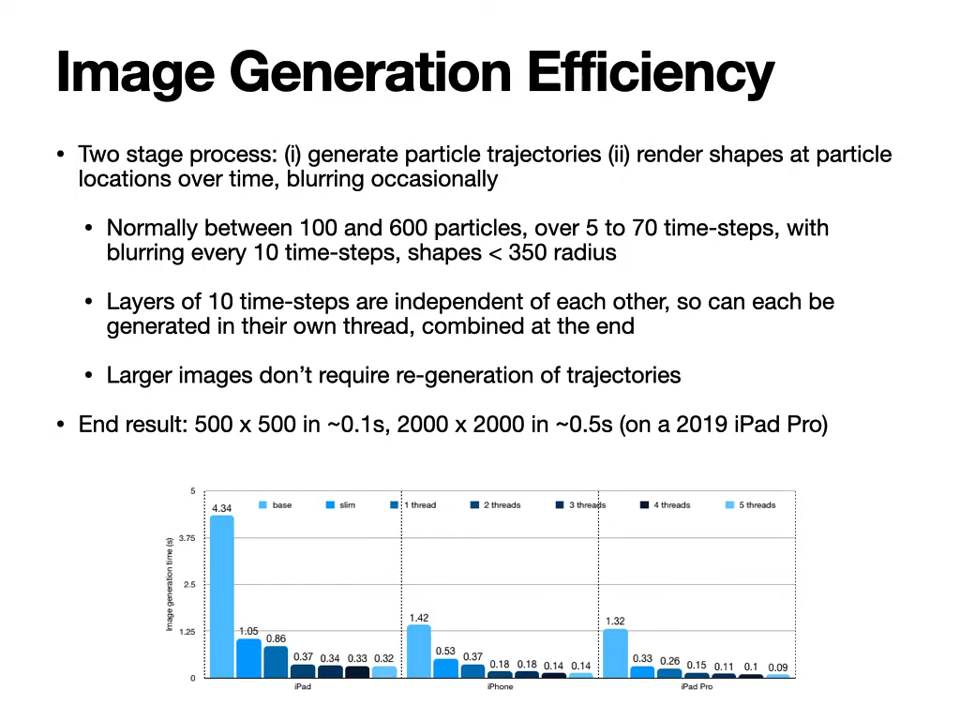 Image Generation Efficiency
• Two stage process: (i) generate particle trajectories (ii) render shapes at particle
locations over time, blurring occasionally
• Normally between 100 and 600 particles, over 5 to 70 time-steps, with
blurring every 10 time-steps, shapes < 350 radius
• Layers of 10 time-steps are independent of each other, so can each be
generated in their own thread, combined at the end
• Larger images don’t require re-generation of trajectories
• End result: 500 x 500 in ~0.1s, 2000 x 2000 in ~0.5s (on a 2019 iPad Pro)
Image generation time (s)
5
3.75
2.5
1.25
0
base slim 1 thread 2 threads 3 threads 4 threads 5 threads
4.34 1.05 0.86 0.37 0.34 0.33 0.32
1.42 0.53 0.37 0.18 0.18 0.14 0.14
1.32 0.33 0.26 0.15 0.11 0.1 0.09
iPad iPhone iPad Pro